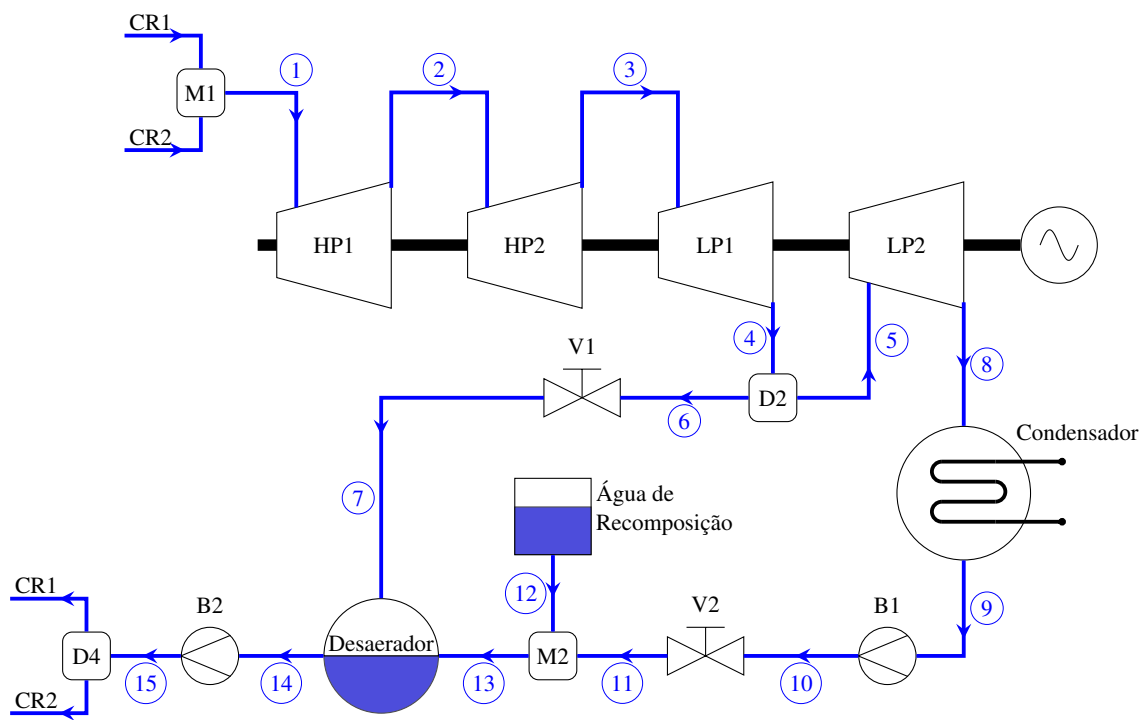 CR1
M1
CR2
1
2
3
HP1
HP2
LP1
LP2
4
5
8
V1
D2
6
Condensador
7
Água de
Recomposição
12
9
CR1
B2
Desaerador
V2
B1
D4
M2
15
14
13
11
10
CR2